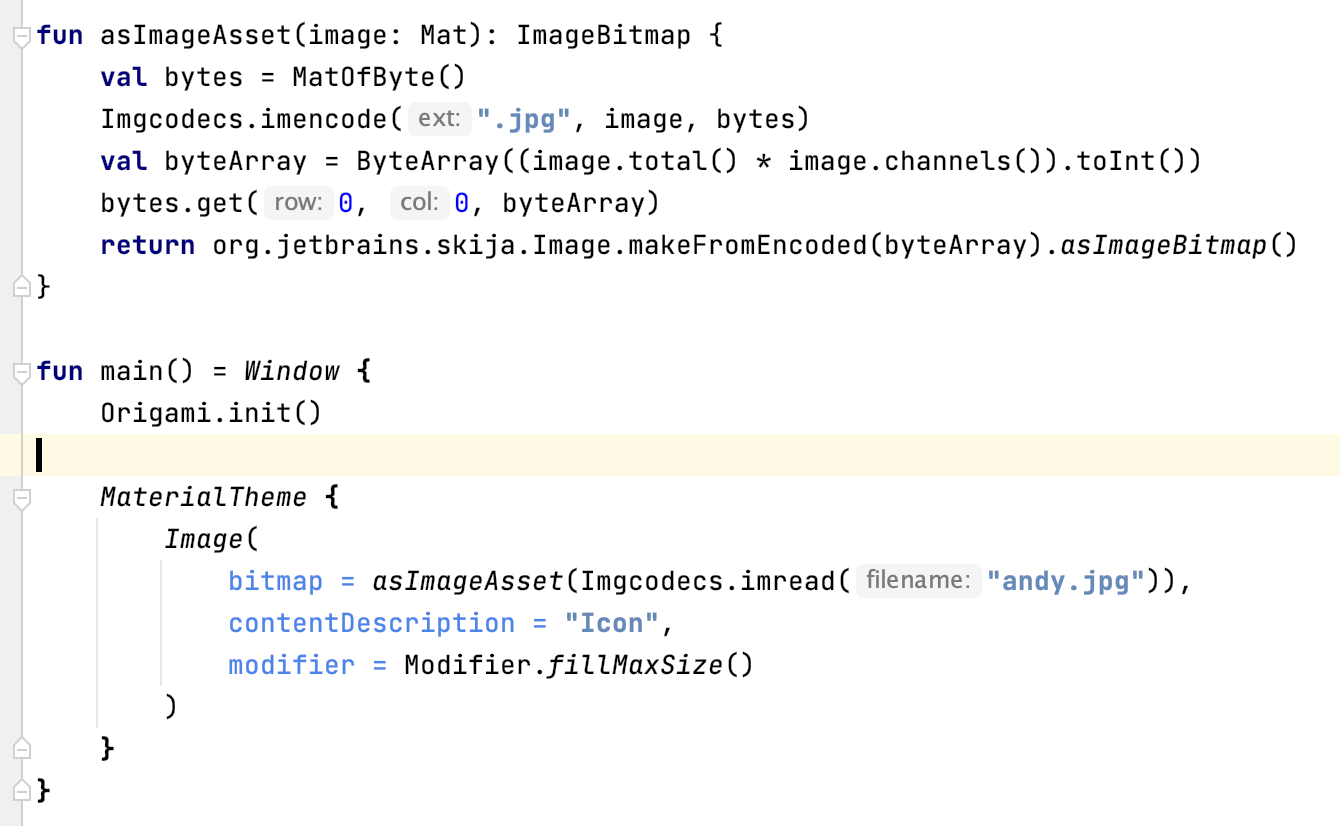 fun asImageAsset(image: Mat): ImageBitmap {
    val bytes = MatOfByte()
    Imgcodecs.imencode( ext: ".jpg", image, bytes)
    val byteArray = ByteArray((image.total() * image.channels()).toInt())
    bytes.get( row: 0, col: 0, byteArray)
    return org.jetbrains.skija.Image.makeFromEncoded(byteArray).asImageBitmap()
}
fun main() = Window {
    Origami.init()
    MaterialTheme {
        Image(
            bitmap = asImageAsset(Imgcodecs.imread( filename: "andy.jpg")),
            contentDescription = "Icon",
            modifier = Modifier.fillMaxSize()
        )
    }
}